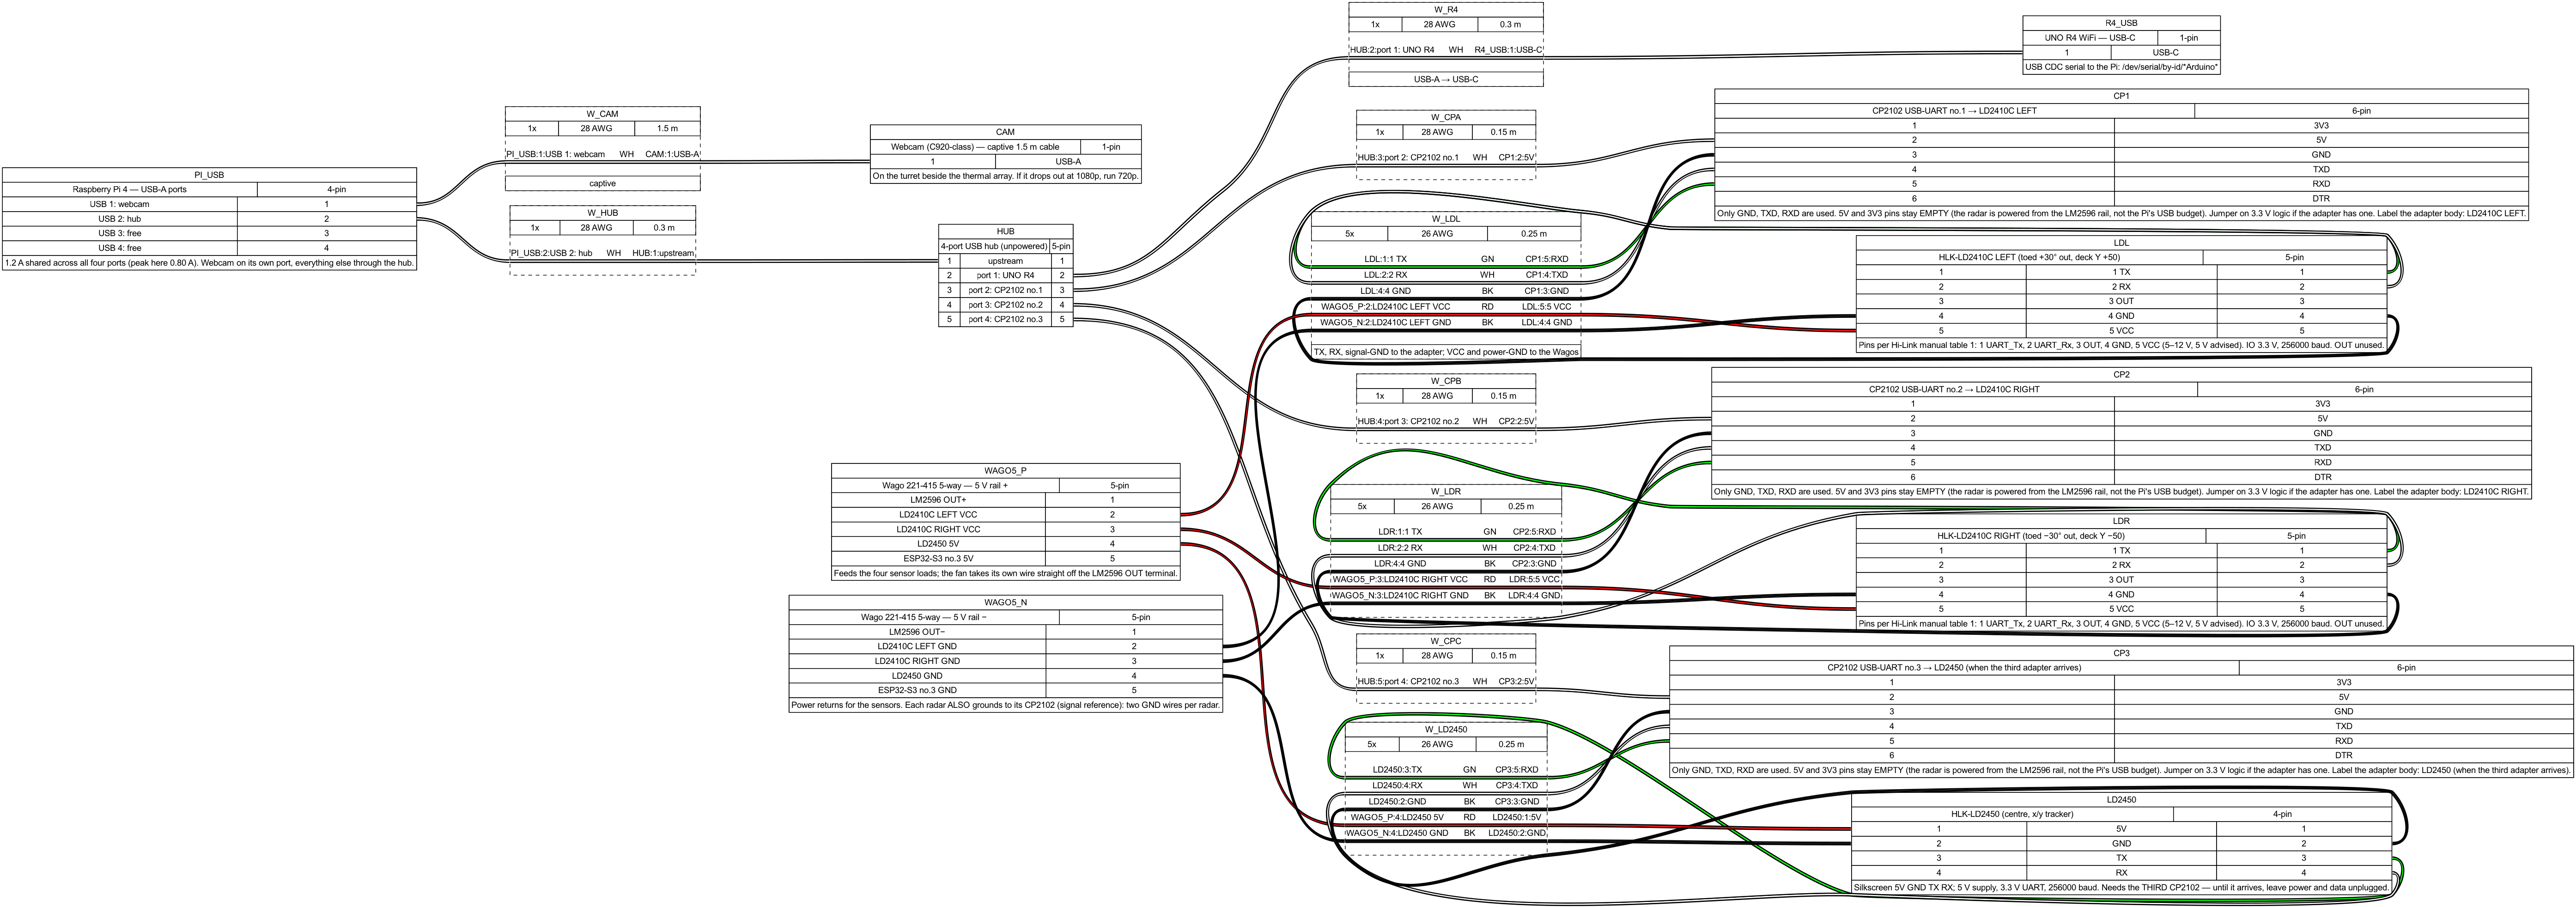 W_R4
1x 28 AWG 0.3 m
HUB:2:port 1: UNO R4 WH R4_USB:1:USB-C
USB-A → USB-C
R4_USB
UNO R4 WiFi — USB-C 1-pin
1 USB-C
USB CDC serial to the Pi: /dev/serial/by-id/*Arduino*
W_CAM
1x 28 AWG 1.5 m
PI_USB:1:USB 1: webcam WH CAM:1:USB-A
captive
CAM
Webcam (C920-class) — captive 1.5 m cable 1-pin
1 USB-A
On the turret beside the thermal array. If it drops out at 1080p, run 720p.
PI_USB
Raspberry Pi 4 — USB-A ports 4-pin
USB 1: webcam 1
USB 2: hub 2
USB 3: free 3
USB 4: free 4
1.2 A shared across all four ports (peak here 0.80 A). Webcam on its own port, everything else through the hub.
W_HUB
1x 28 AWG 0.3 m
PI_USB:2:USB 2: hub WH HUB:1:upstream
HUB
4-port USB hub (unpowered) 5-pin
1 upstream 1
2 port 1: UNO R4 2
3 port 2: CP2102 no.1 3
4 port 3: CP2102 no.2 4
5 port 4: CP2102 no.3 5
W_CPA
1x 28 AWG 0.15 m
HUB:3:port 2: CP2102 no.1 WH CP1:2:5V
CP1
CP2102 USB-UART no.1 → LD2410C LEFT 6-pin
1 3V3
2 5V
3 GND
4 TXD
5 RXD
6 DTR
Only GND, TXD, RXD are used. 5V and 3V3 pins stay EMPTY (the radar is powered from the LM2596 rail, not the Pi's USB budget). Jumper on 3.3 V logic if the adapter has one. Label the adapter body: LD2410C LEFT.
W_LDL
5x 26 AWG 0.25 m
LDL:1:1 TX GN CP1:5:RXD
LDL:2:2 RX WH CP1:4:TXD
LDL:4:4 GND BK CP1:3:GND
WAGO5_P:2:LD2410C LEFT VCC RD LDL:5:5 VCC
WAGO5_N:2:LD2410C LEFT GND BK LDL:4:4 GND
TX, RX, signal-GND to the adapter; VCC and power-GND to the Wagos
LDL
HLK-LD2410C LEFT (toed +30° out, deck Y +50) 5-pin
1 1 TX 1
2 2 RX 2
3 3 OUT 3
4 4 GND 4
5 5 VCC 5
Pins per Hi-Link manual table 1: 1 UART_Tx, 2 UART_Rx, 3 OUT, 4 GND, 5 VCC (5–12 V, 5 V advised). IO 3.3 V, 256000 baud. OUT unused.
W_CPB
1x 28 AWG 0.15 m
HUB:4:port 3: CP2102 no.2 WH CP2:2:5V
CP2
CP2102 USB-UART no.2 → LD2410C RIGHT 6-pin
1 3V3
2 5V
3 GND
4 TXD
5 RXD
6 DTR
Only GND, TXD, RXD are used. 5V and 3V3 pins stay EMPTY (the radar is powered from the LM2596 rail, not the Pi's USB budget). Jumper on 3.3 V logic if the adapter has one. Label the adapter body: LD2410C RIGHT.
WAGO5_P
Wago 221-415 5-way — 5 V rail + 5-pin
LM2596 OUT+ 1
LD2410C LEFT VCC 2
LD2410C RIGHT VCC 3
LD2450 5V 4
ESP32-S3 no.3 5V 5
Feeds the four sensor loads; the fan takes its own wire straight off the LM2596 OUT terminal.
W_LDR
5x 26 AWG 0.25 m
LDR:1:1 TX GN CP2:5:RXD
LDR:2:2 RX WH CP2:4:TXD
LDR:4:4 GND BK CP2:3:GND
WAGO5_P:3:LD2410C RIGHT VCC RD LDR:5:5 VCC
WAGO5_N:3:LD2410C RIGHT GND BK LDR:4:4 GND
LDR
HLK-LD2410C RIGHT (toed −30° out, deck Y −50) 5-pin
1 1 TX 1
2 2 RX 2
3 3 OUT 3
4 4 GND 4
5 5 VCC 5
Pins per Hi-Link manual table 1: 1 UART_Tx, 2 UART_Rx, 3 OUT, 4 GND, 5 VCC (5–12 V, 5 V advised). IO 3.3 V, 256000 baud. OUT unused.
WAGO5_N
Wago 221-415 5-way — 5 V rail − 5-pin
LM2596 OUT− 1
LD2410C LEFT GND 2
LD2410C RIGHT GND 3
LD2450 GND 4
ESP32-S3 no.3 GND 5
Power returns for the sensors. Each radar ALSO grounds to its CP2102 (signal reference): two GND wires per radar.
W_CPC
1x 28 AWG 0.15 m
HUB:5:port 4: CP2102 no.3 WH CP3:2:5V
CP3
CP2102 USB-UART no.3 → LD2450 (when the third adapter arrives) 6-pin
1 3V3
2 5V
3 GND
4 TXD
5 RXD
6 DTR
Only GND, TXD, RXD are used. 5V and 3V3 pins stay EMPTY (the radar is powered from the LM2596 rail, not the Pi's USB budget). Jumper on 3.3 V logic if the adapter has one. Label the adapter body: LD2450 (when the third adapter arrives).
W_LD2450
5x 26 AWG 0.25 m
LD2450:3:TX GN CP3:5:RXD
LD2450:4:RX WH CP3:4:TXD
LD2450:2:GND BK CP3:3:GND
WAGO5_P:4:LD2450 5V RD LD2450:1:5V
WAGO5_N:4:LD2450 GND BK LD2450:2:GND
LD2450
HLK-LD2450 (centre, x/y tracker) 4-pin
1 5V 1
2 GND 2
3 TX 3
4 RX 4
Silkscreen 5V GND TX RX; 5 V supply, 3.3 V UART, 256000 baud. Needs the THIRD CP2102 — until it arrives, leave power and data unplugged.